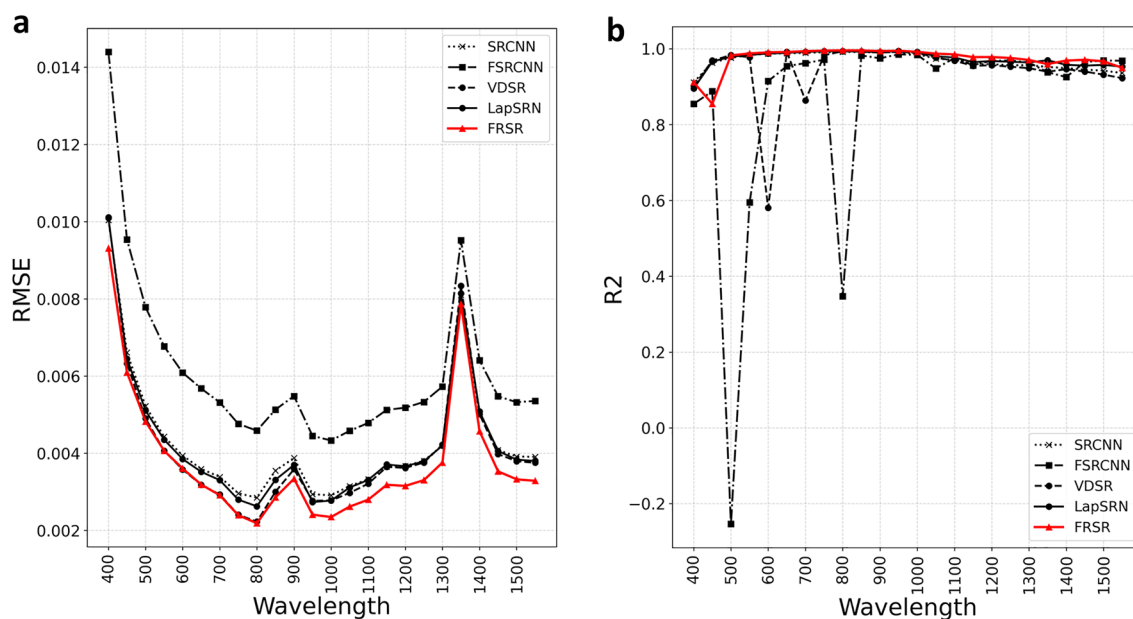 a
RMSE
0.014
0.012
0.010
0.008
0.006
0.004
0.002
SRCNN
FSRCNN
VDSR
LapSRN
FRSR
400
500
600
700
800
900
1000
1100
1200
1300
1400
1500
Wavelength
b
R2
1.0
0.8
0.6
0.4
0.2
0.0
−0.2
SRCNN
FSRCNN
VDSR
LapSRN
FRSR
400
500
600
700
800
900
1000
1100
1200
1300
1400
1500
Wavelength